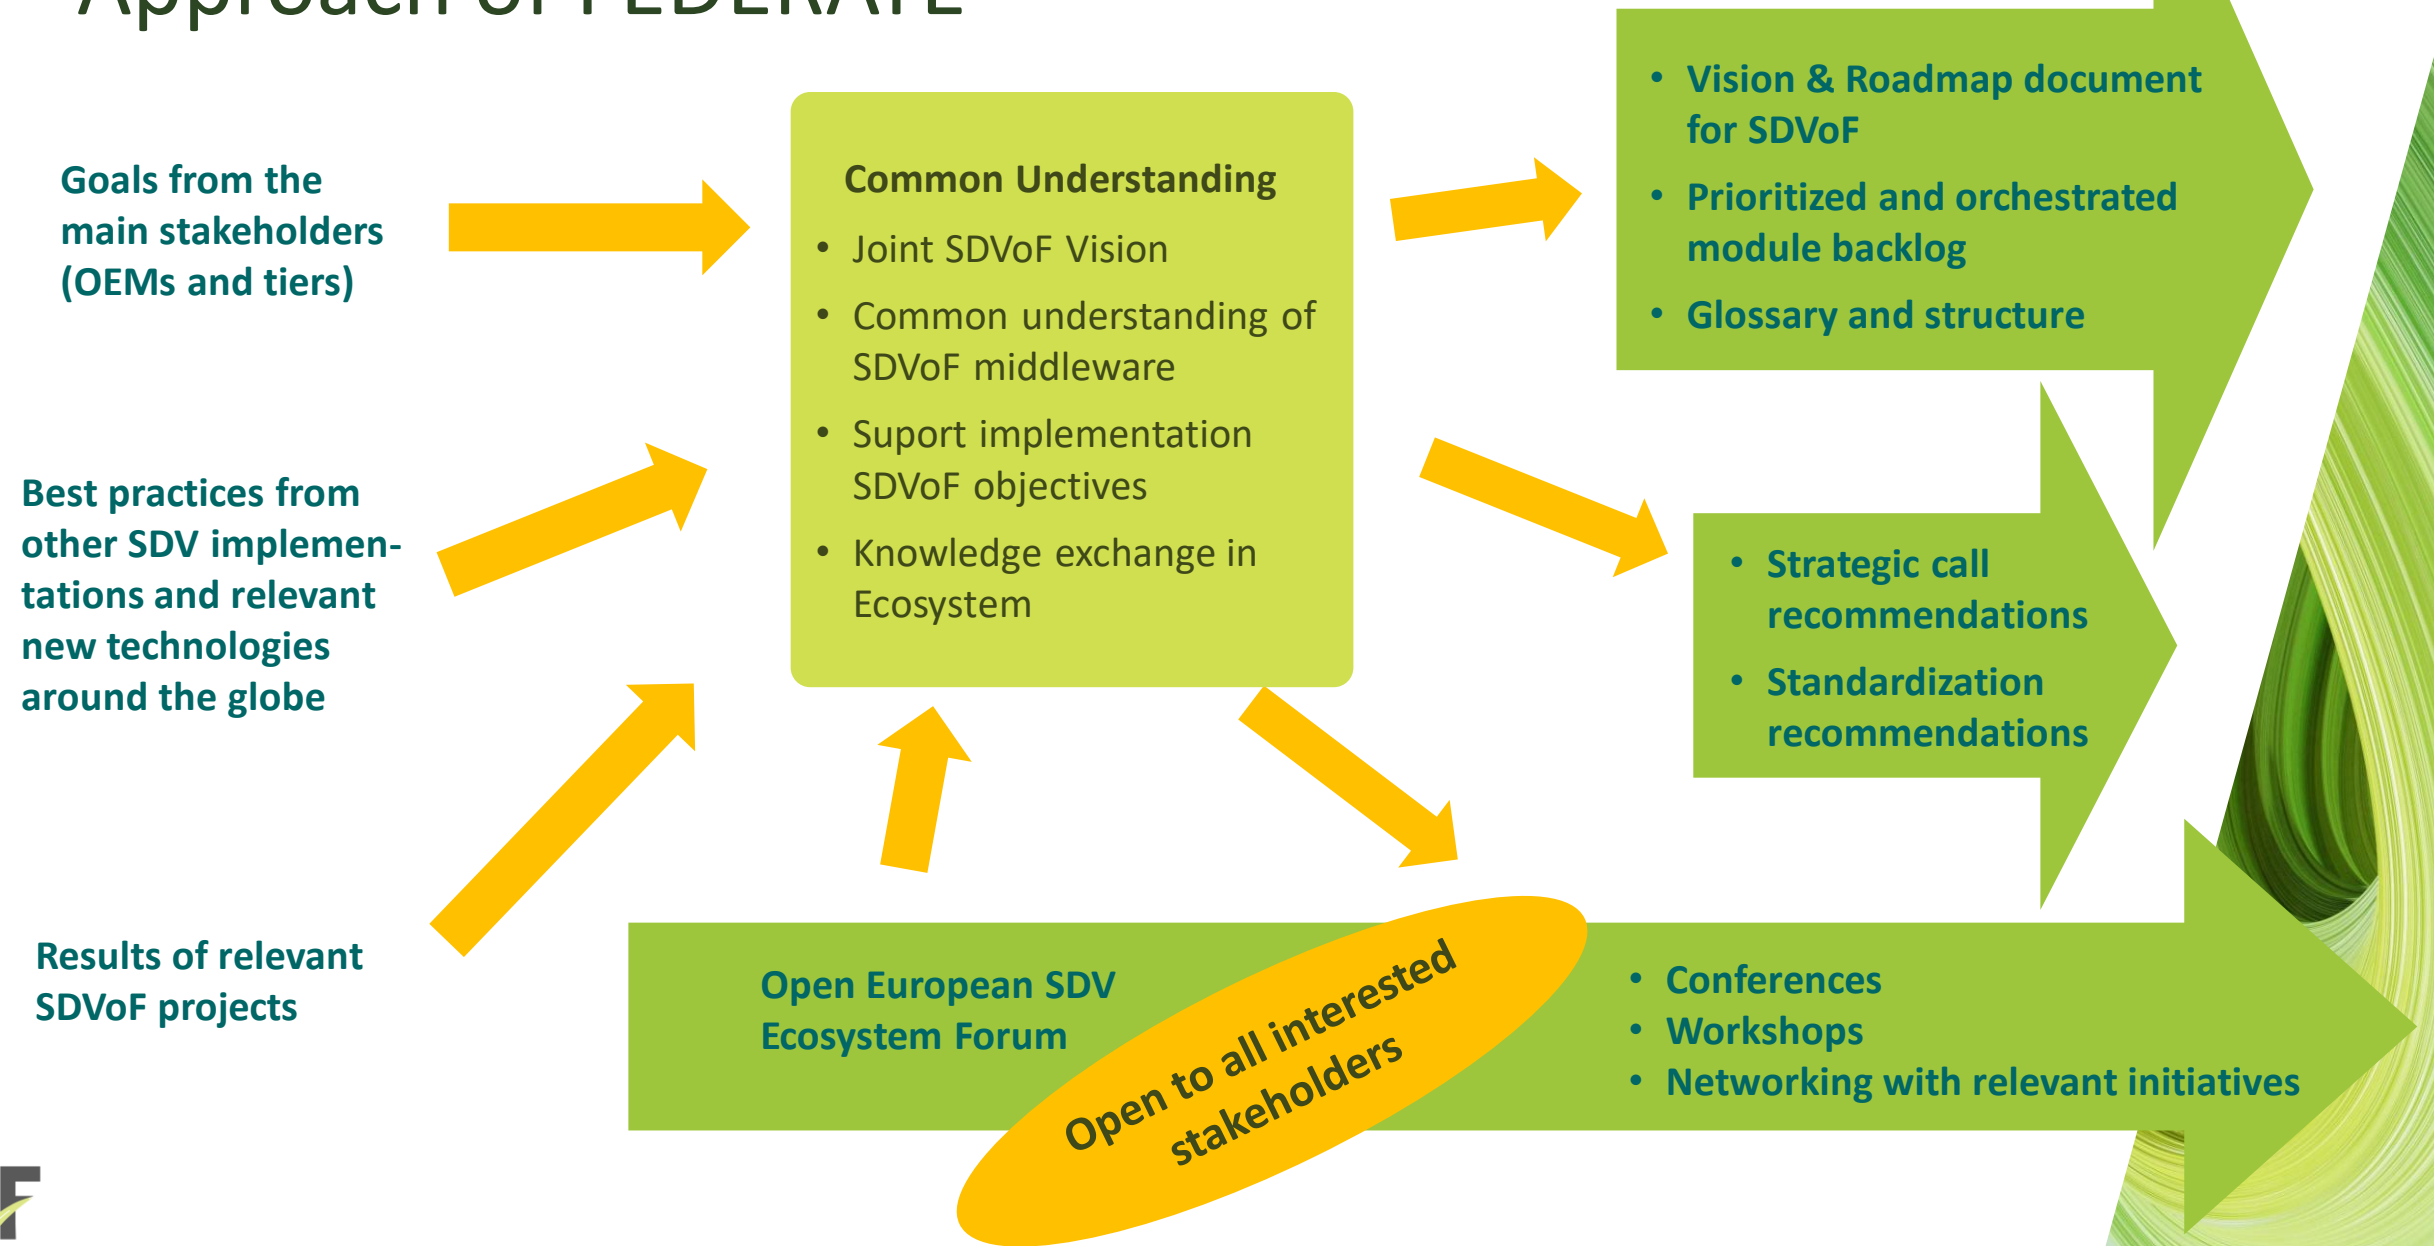 Approach of FEDERATE
Goals from the
main stakeholders
(OEMs and tiers)
Best practices from
other SDV implemen-
tations and relevant
new technologies
around the globe
Results of relevant
SDVoF projects
Common Understanding
• Joint SDVoF Vision
• Common understanding of
SDVoF middleware
• Suport implementation
SDVoF objectives
• Knowledge exchange in
Ecosystem
• Vision & Roadmap document
for SDVoF
• Prioritized and orchestrated
module backlog
• Glossary and structure
• Strategic call
recommendations
• Standardization
recommendations
Open European SDV
Ecosystem Forum
Open to all interested
stakeholders
• Conferences
• Workshops
• Networking with relevant initiatives
F